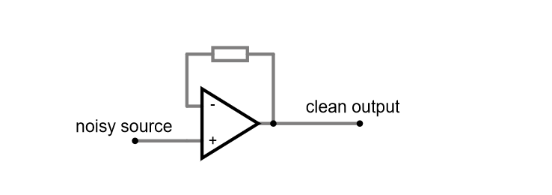 clean output
noisy source
-
+